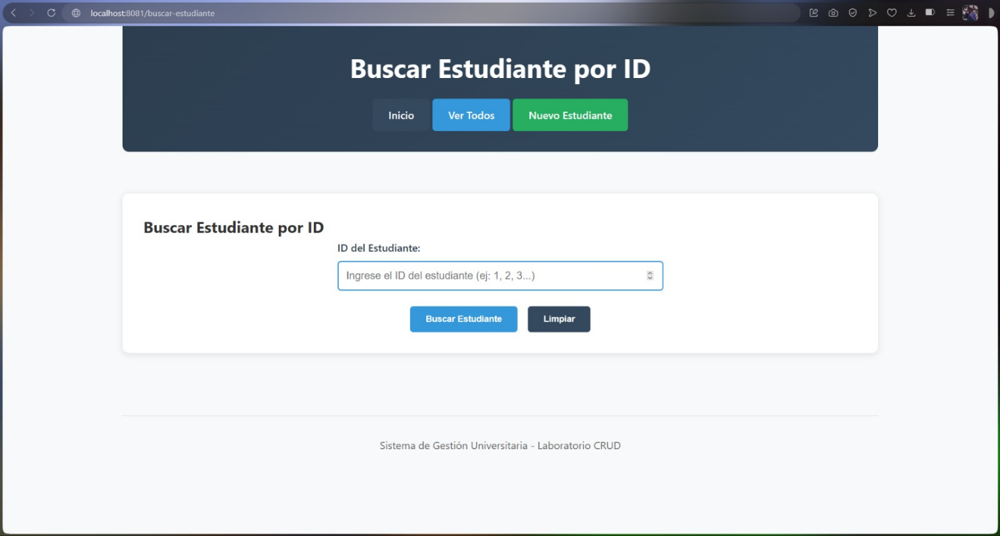 localhost:8081/buscar-estudiante
Buscar Estudiante por ID
Inicio Ver Todos Nuevo Estudiante
Buscar Estudiante por ID
ID del Estudiante:
Ingrese el ID del estudiante (ej: 1, 2, 3...)
Buscar Estudiante Limpiar
Sistema de Gestión Universitaria - Laboratorio CRUD